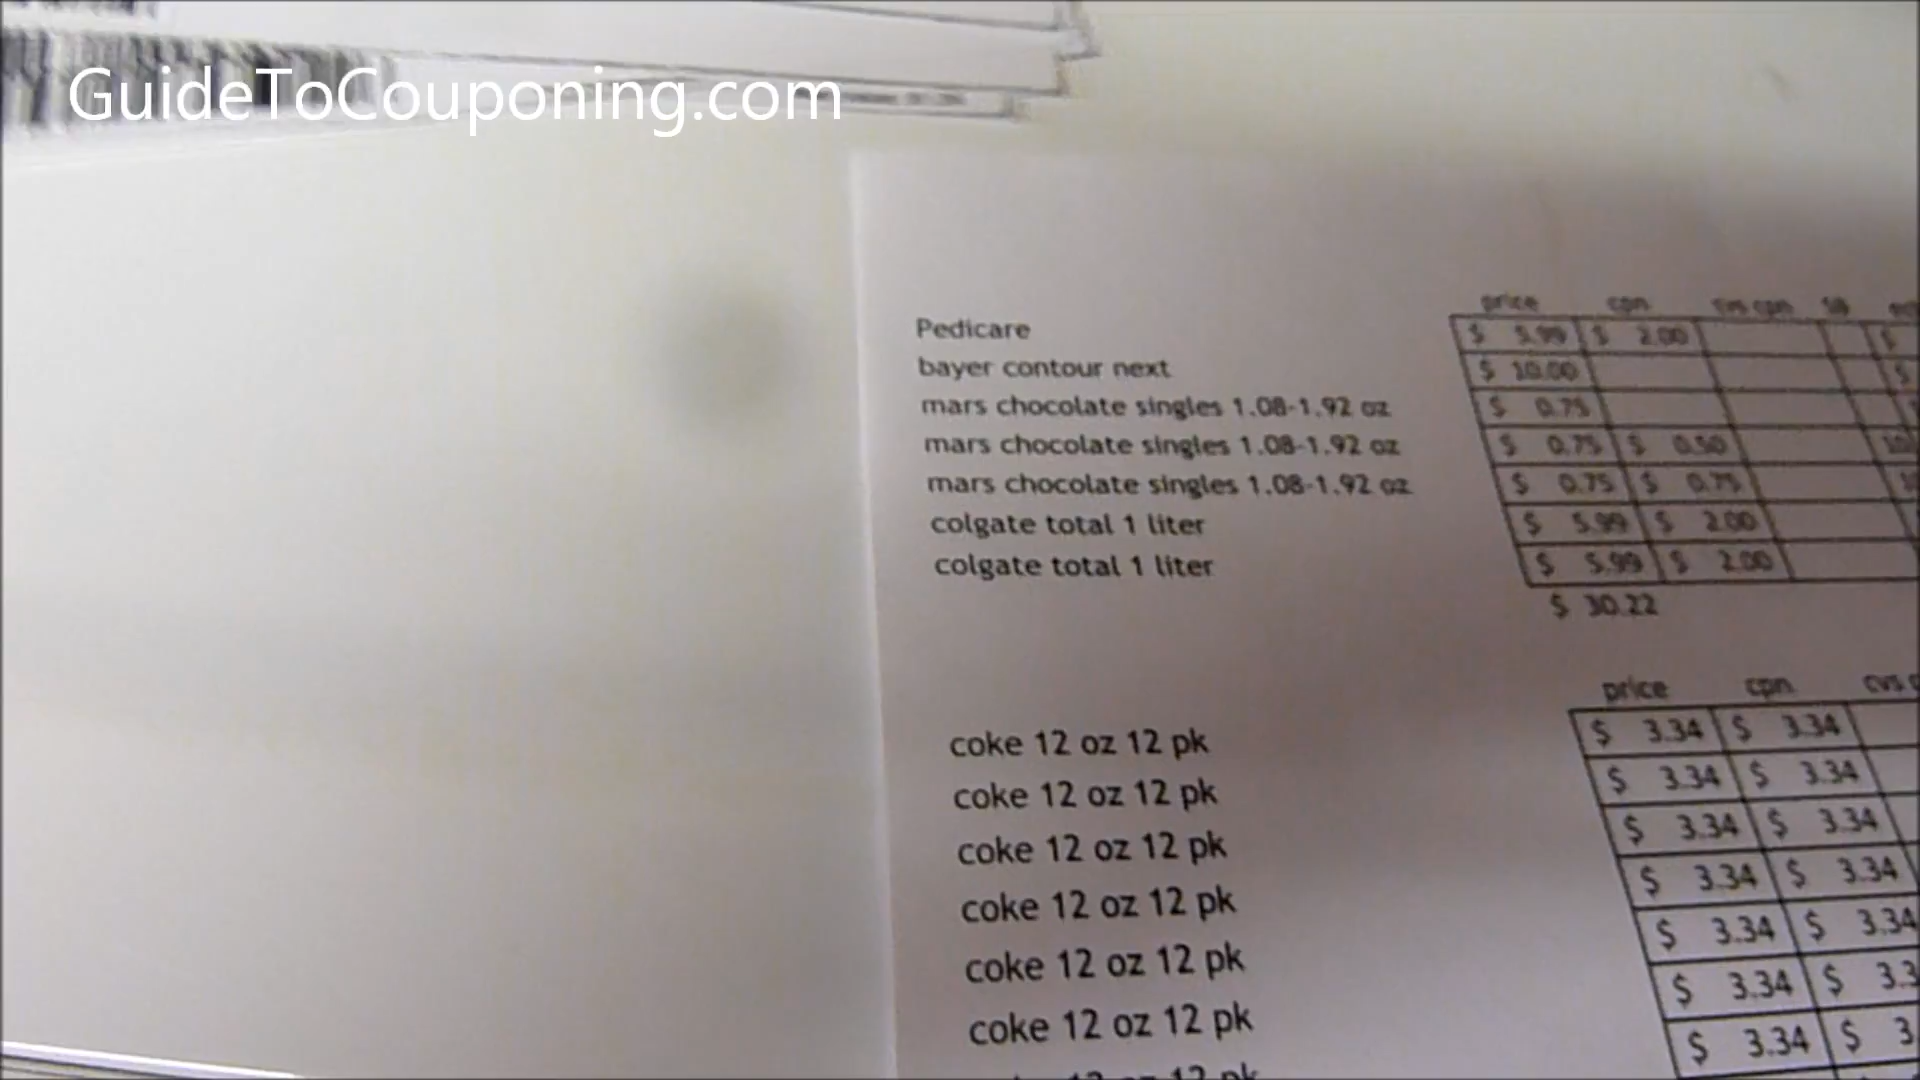 GuideToCouponing.com
price cpn cvs cpn
Pedicare $ 5.99 $ 2.00 $
bayer contour next $ 10.00 $
mars chocolate singles 1.08-1.92 oz $ 0.75
mars chocolate singles 1.08-1.92 oz $ 0.75 $ 0.50
mars chocolate singles 1.08-1.92 oz $ 0.75 $ 0.75
colgate total 1 liter $ 5.99 $ 2.00
colgate total 1 liter $ 5.99 $ 2.00
$ 30.22
price cpn cvs
coke 12 oz 12 pk $ 3.34 $ 3.34
coke 12 oz 12 pk $ 3.34 $ 3.34
coke 12 oz 12 pk $ 3.34 $ 3.34
coke 12 oz 12 pk $ 3.34 $ 3.34
coke 12 oz 12 pk $ 3.34 $ 3.34
coke 12 oz 12 pk $ 3.34 $ 3.3
$ 3.34 $ 3